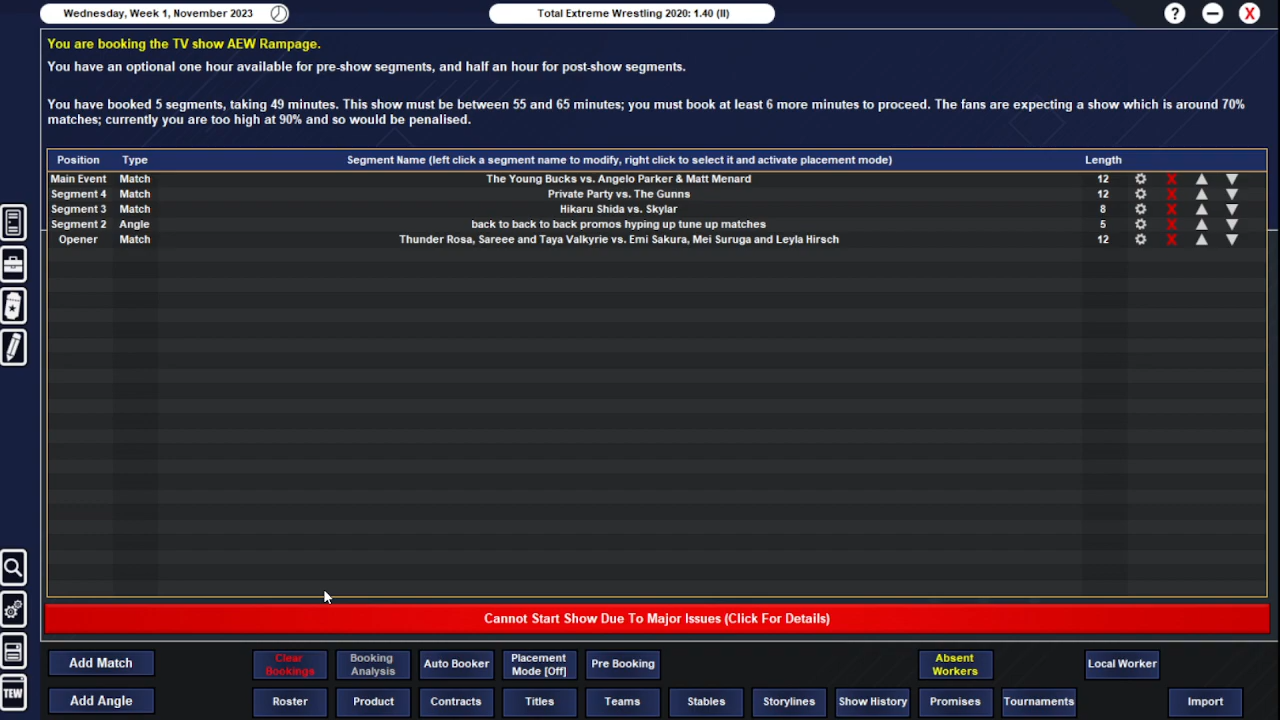 Wednesday, Week 1, November 2023
Total Extreme Wrestling 2020: 1.40 (II)
?
X
You are booking the TV show AEW Rampage.
You have an optional one hour available for pre-show segments, and half an hour for post-show segments.
You have booked 5 segments, taking 49 minutes. This show must be between 55 and 65 minutes; you must book at least 6 more minutes to proceed. The fans are expecting a show which is around 70%
matches; currently you are too high at 90% and so would be penalised.
Position Type Segment Name (left click a segment name to modify, right click to select it and activate placement mode) Length
Main Event Match The Young Bucks vs. Angelo Parker & Matt Menard 12 X
Segment 4 Match Private Party vs. The Gunns 12 X
Segment 3 Match Hikaru Shida vs. Skylar 8 X
Segment 2 Angle back to back to back promos hyping up tune up matches 5 X
Opener Match Thunder Rosa, Sareee and Taya Valkyrie vs. Emi Sakura, Mei Suruga and Leyla Hirsch 12 X
Cannot Start Show Due To Major Issues (Click For Details)
Add Match
Clear Bookings
Booking Analysis
Auto Booker
Placement Mode [Off]
Pre Booking
Absent Workers
Local Worker
TEW
Add Angle
Roster
Product
Contracts
Titles
Teams
Stables
Storylines
Show History
Promises
Tournaments
Import